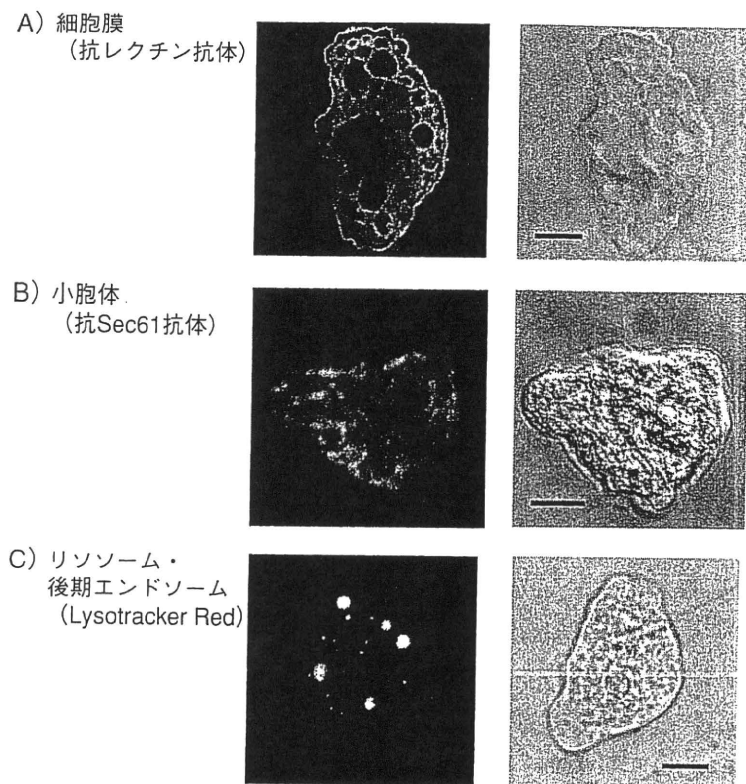 A）細胞膜
（抗レクチン抗体）
B）小胞体
（抗Sec61抗体）
C）リソソーム・
後期エンドソーム
（Lysotracker Red）